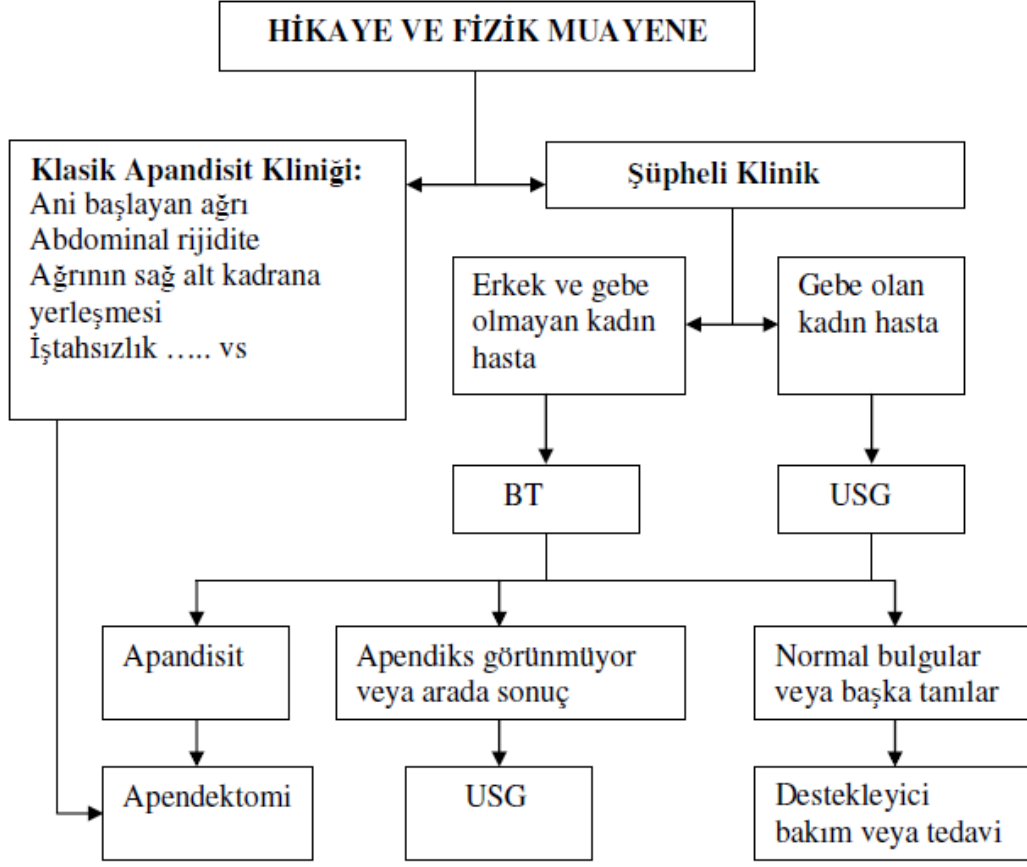 HİKAYE VE FİZİK MUAYENE
Klasik Apandisit Kliniği:
Ani başlayan ağrı
Abdominal rijidite
Ağrının sağ alt kadrana
yerleşmesi
İştahsızlık ….. vs
Şüpheli Klinik
Erkek ve gebe
olmayan kadın
hasta
Gebe olan
kadın hasta
BT
USG
Apandisit
Apendiks görünmüyor
veya arada sonuç
Normal bulgular
veya başka tanılar
Apendektomi
USG
Destekleyici
bakım veya tedavi